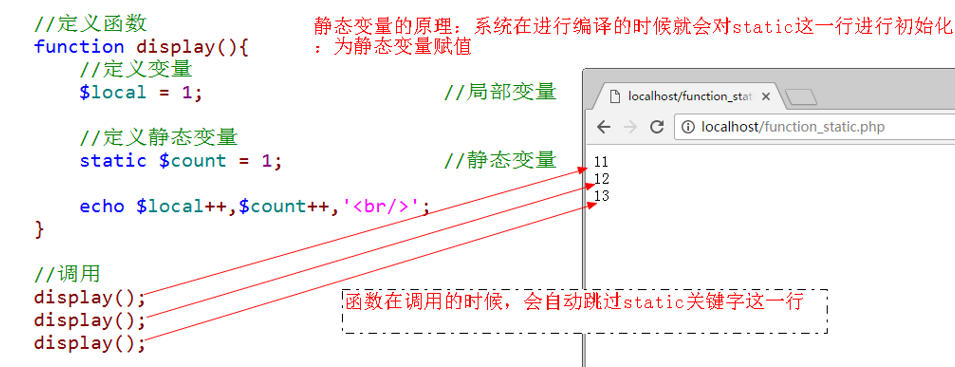 //定义函数
静态变量的原理：系统在进行编译的时候就会对static这一行进行初始化
：为静态变量赋值
function display(){
//定义变量
$local = 1; //局部变量
//定义静态变量
static $count = 1; //静态变量
echo $local++,$count++,'<br/>';
}
//调用
display();
display();
display();
localhost/function_stat
localhost/function_static.php
11
12
13
函数在调用的时候，会自动跳过static关键字这一行